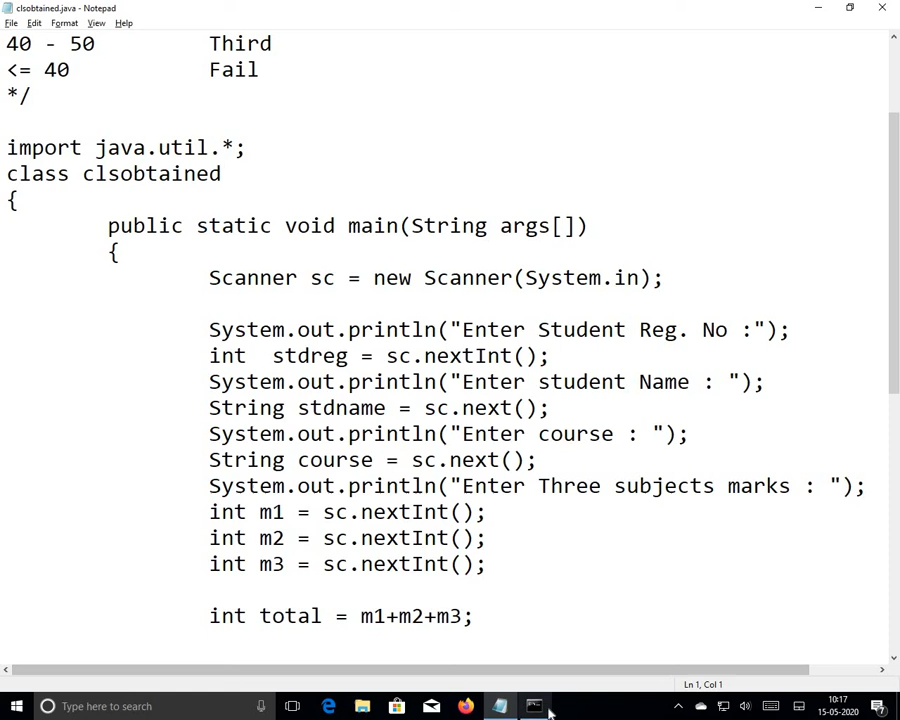 clsobtained.java - Notepad
File Edit Format View Help
40 - 50 Third
<= 40 Fail
*/
import java.util.*;
class clsobtained
{
public static void main(String args[])
{
Scanner sc = new Scanner(System.in);
System.out.println("Enter Student Reg. No :");
int stdreg = sc.nextInt();
System.out.println("Enter student Name : ");
String stdname = sc.next();
System.out.println("Enter course : ");
String course = sc.next();
System.out.println("Enter Three subjects marks : ");
int m1 = sc.nextInt();
int m2 = sc.nextInt();
int m3 = sc.nextInt();
int total = m1+m2+m3;
Ln 1, Col 1
Type here to search
10:17
15-05-2020
7